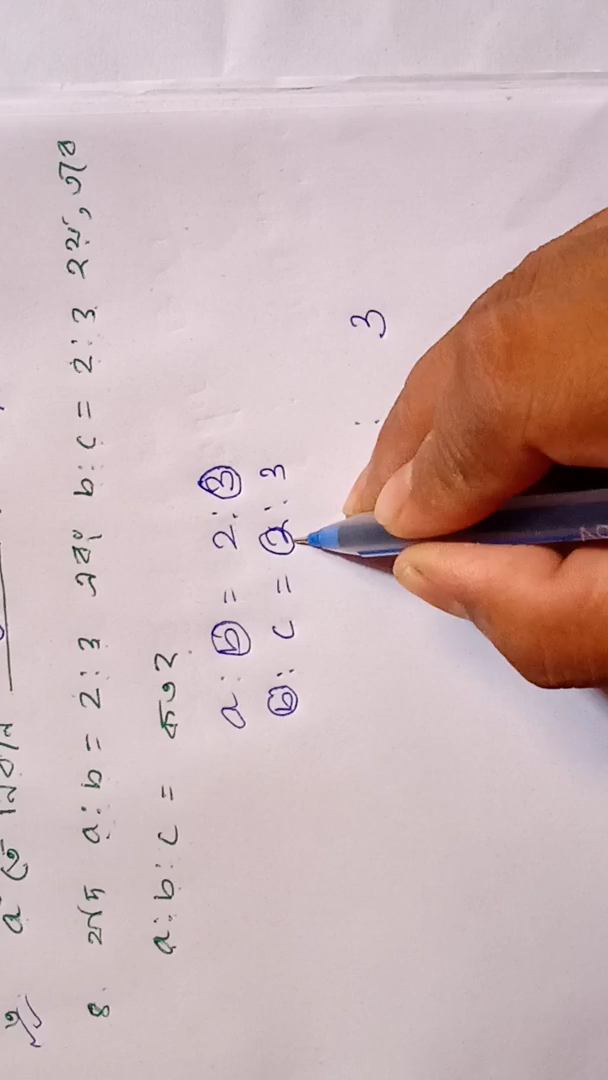 ৪. যদি a:b = 2:3 এবং b:c = 2:3 হয়, তবে
a:b:c = কত?
a:b = 2:3
b:c = 2:3
: 3